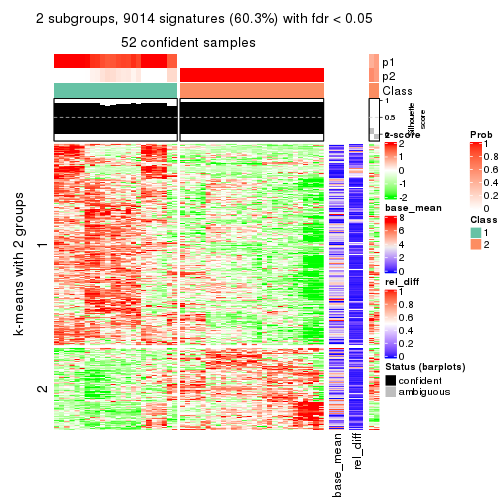 2 subgroups, 9014 signatures (60.3%) with fdr < 0.05
52 confident samples
p1
p2
Class
1
0.5
0
Silhouette
score
k-means with 2 groups
1
2
base_mean
rel_diff
z-score
2
1
0
-1
-2
base_mean
8
6
4
2
0
rel_diff
1
0.8
0.6
0.4
0.2
0
Status (barplots)
confident
ambiguous
Prob
1
0.8
0.6
0.4
0.2
0
Class
1
2